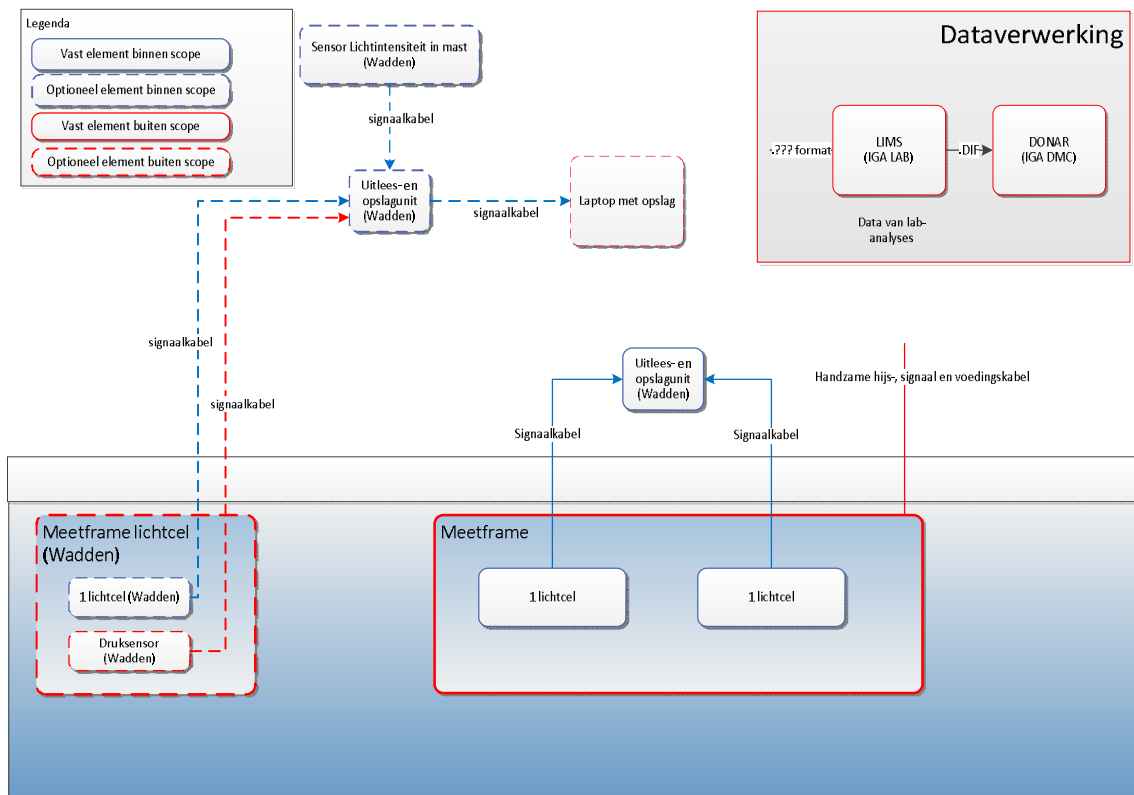 Legenda
Vast element binnen scope
Optioneel element binnen scope
Vast element buiten scope
Optioneel element buiten scope
Sensor Lichtintensiteit in mast
(Wadden)
signaalkabel
Uitlees- en
opslagunit
(Wadden)
signaalkabel
Laptop met opslag
Dataverwerking
.??? format
LIMS
(IGA LAB)
.DIF
DONAR
(IGA DMC)
Data van lab-
analyses
signaalkabel
signaalkabel
Uitlees- en
opslagunit
(Wadden)
Handzame hijs-, signaal en voedingskabel
Signaalkabel
Signaalkabel
Meetframe lichtcel
(Wadden)
1 lichtcel (Wadden)
Druksensor
(Wadden)
Meetframe
1 lichtcel
1 lichtcel